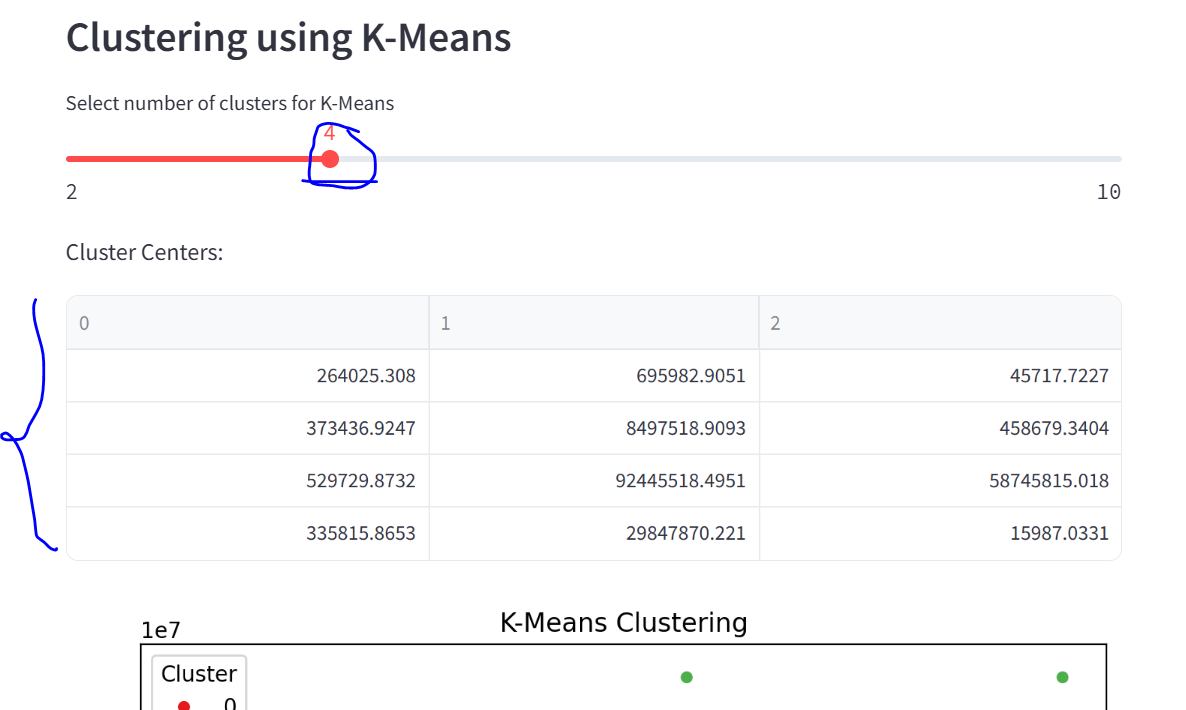 Clustering using K-Means
Select number of clusters for K-Means
4
2 10
Cluster Centers:
0 1 2
264025.308 695982.9051 45717.7227
373436.9247 8497518.9093 458679.3404
529729.8732 92445518.4951 58745815.018
335815.8653 29847870.221 15987.0331
K-Means Clustering
1e7
Cluster
0